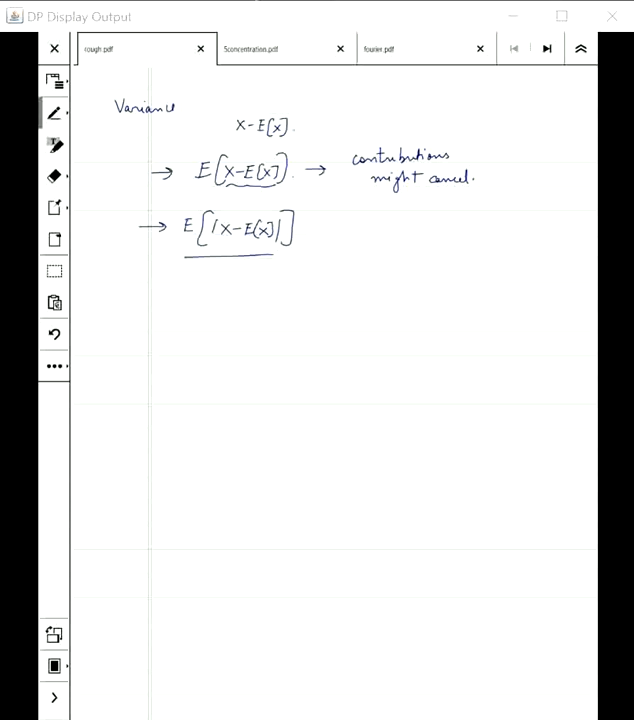 DP Display Output
rough.pdf
5concentration.pdf
fourier.pdf
Variance
X-E[X].
→ E[X-E[X]]. → contributions
might cancel.
→ E[|X-E[X]|]